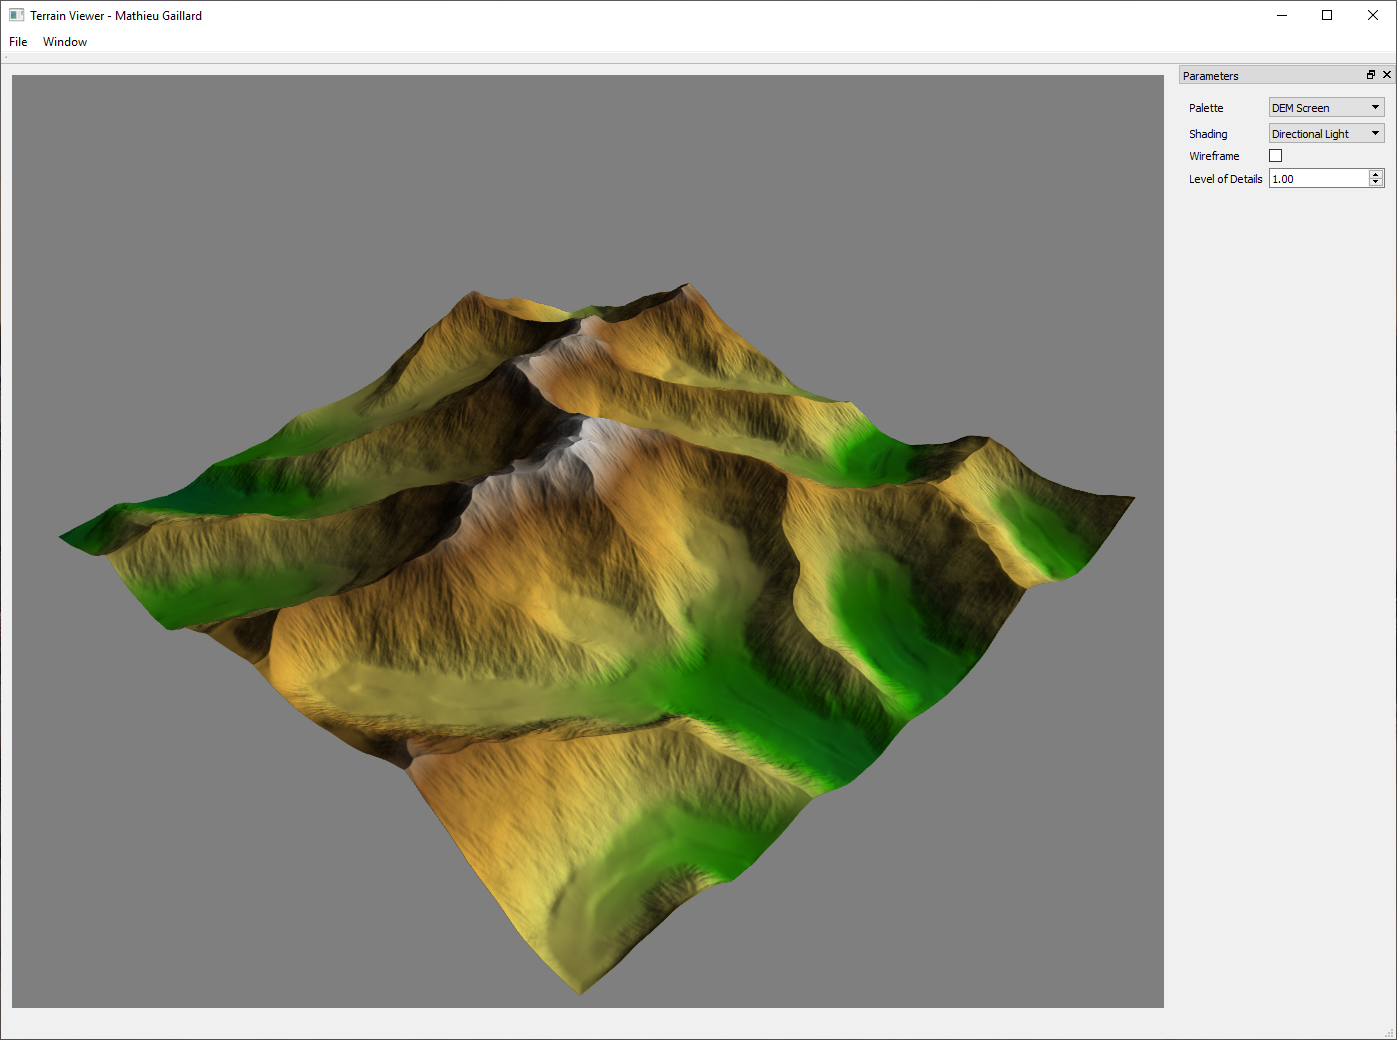 Terrain Viewer - Mathieu Gaillard
File Window
Parameters
Palette DEM Screen
Shading Directional Light
Wireframe
Level of Details 1.00